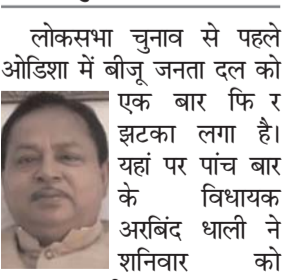 लोकसभा चुनाव से पहले
ओडिशा में बीजू जनता दल को
एक बार फि र
झटका लगा है।
यहां पर पांच बार
के विधायक
अरबिंद धाली ने
शनिवार को